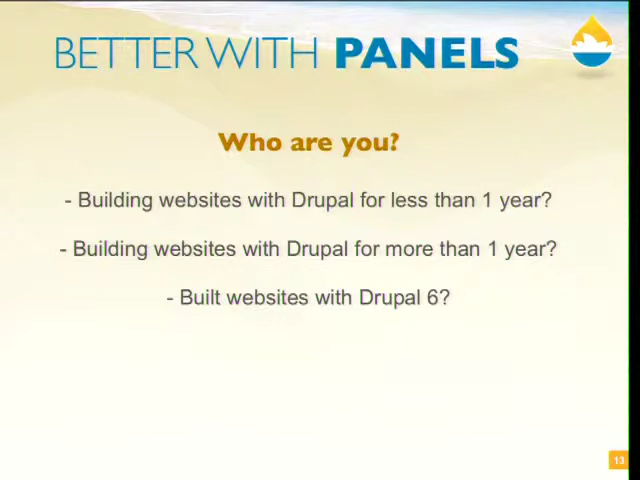 BETTER WITH PANELS
Who are you?
- Building websites with Drupal for less than 1 year?
- Building websites with Drupal for more than 1 year?
- Built websites with Drupal 6?
13